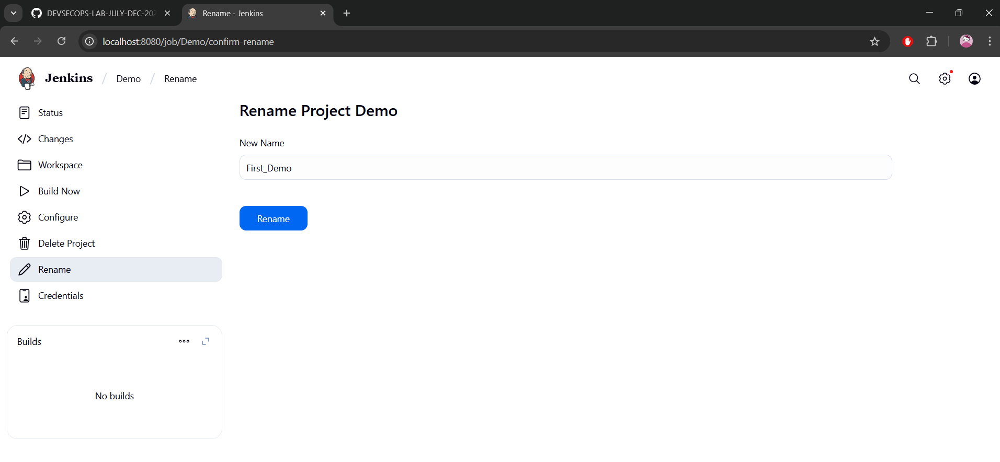 DEVSECOPS-LAB-JULY-DEC-202
Rename - Jenkins
localhost:8080/job/Demo/confirm-rename
Jenkins / Demo / Rename
Status
Changes
Workspace
Build Now
Configure
Delete Project
Rename
Credentials
Builds
No builds
Rename Project Demo
New Name
First_Demo
Rename